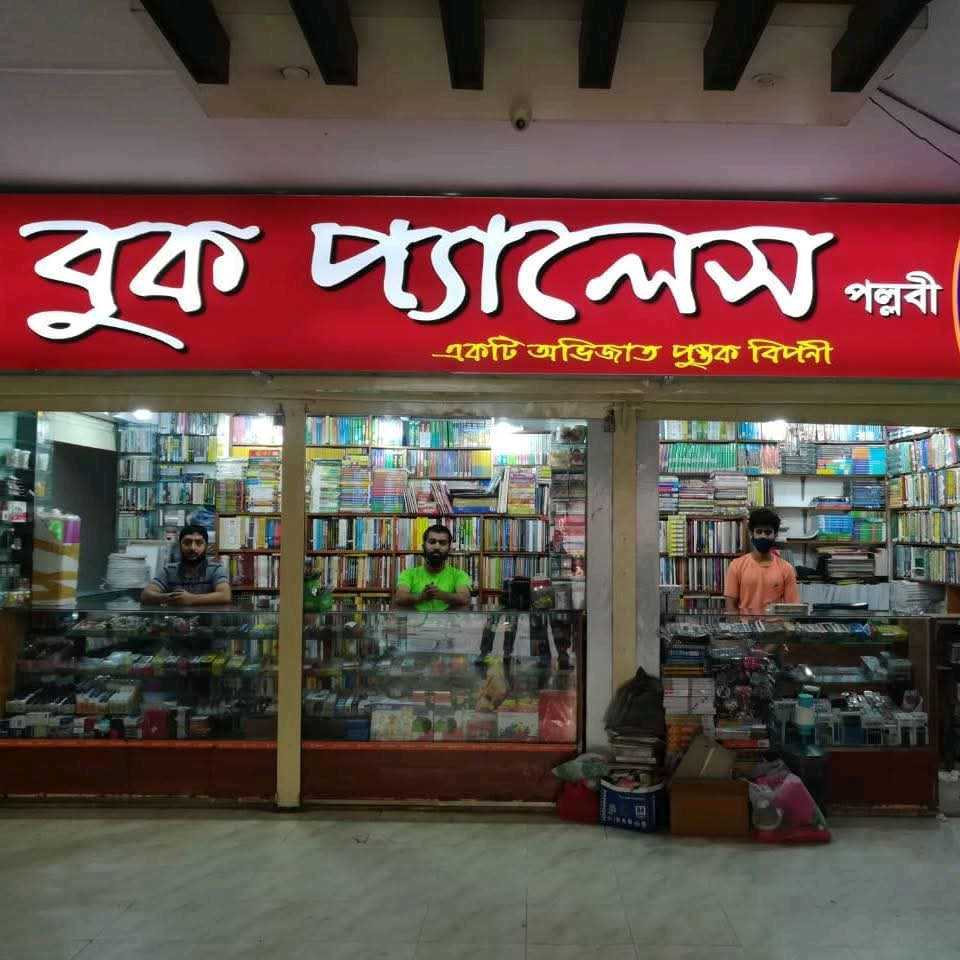 বুক প্যালেস পল্লবী
একটি অভিজাত পুস্তক বিপনী